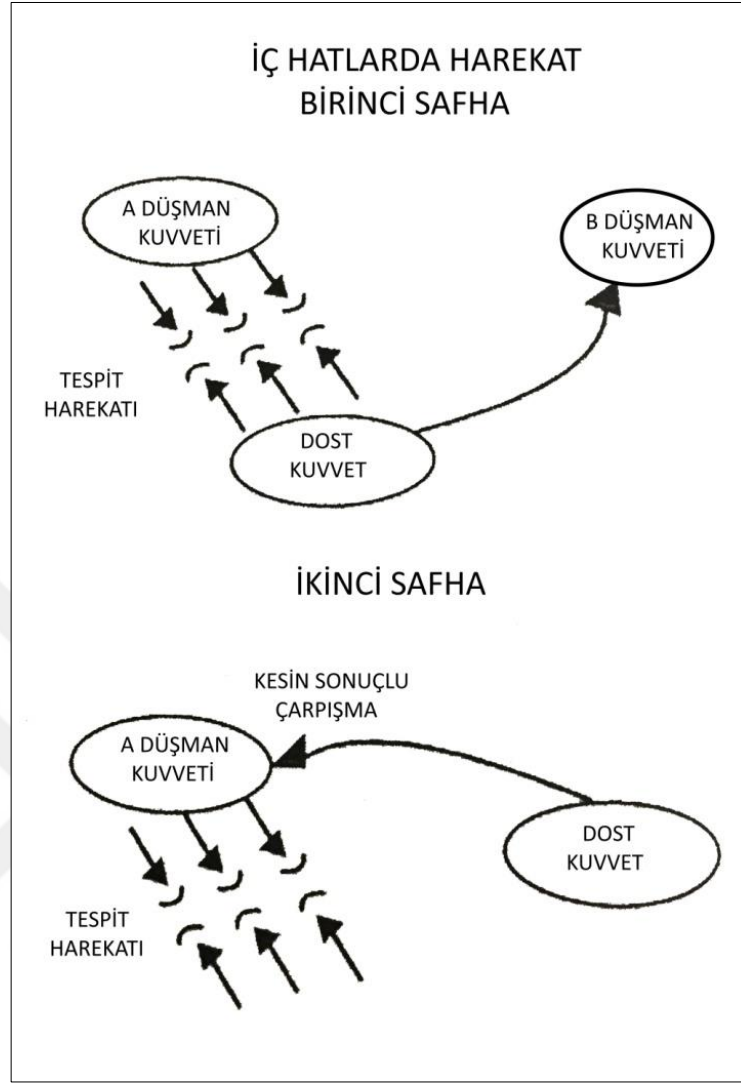 İÇ HATLARDA HAREKAT
BİRİNCİ SAFHA
A DÜŞMAN
KUVVETİ
B DÜŞMAN
KUVVETİ
TESPİT
HAREKATI
DOST
KUVVET
İKİNCİ SAFHA
KESİN SONUÇLU
ÇARPIŞMA
A DÜŞMAN
KUVVETİ
DOST
KUVVET
TESPİT
HAREKATI